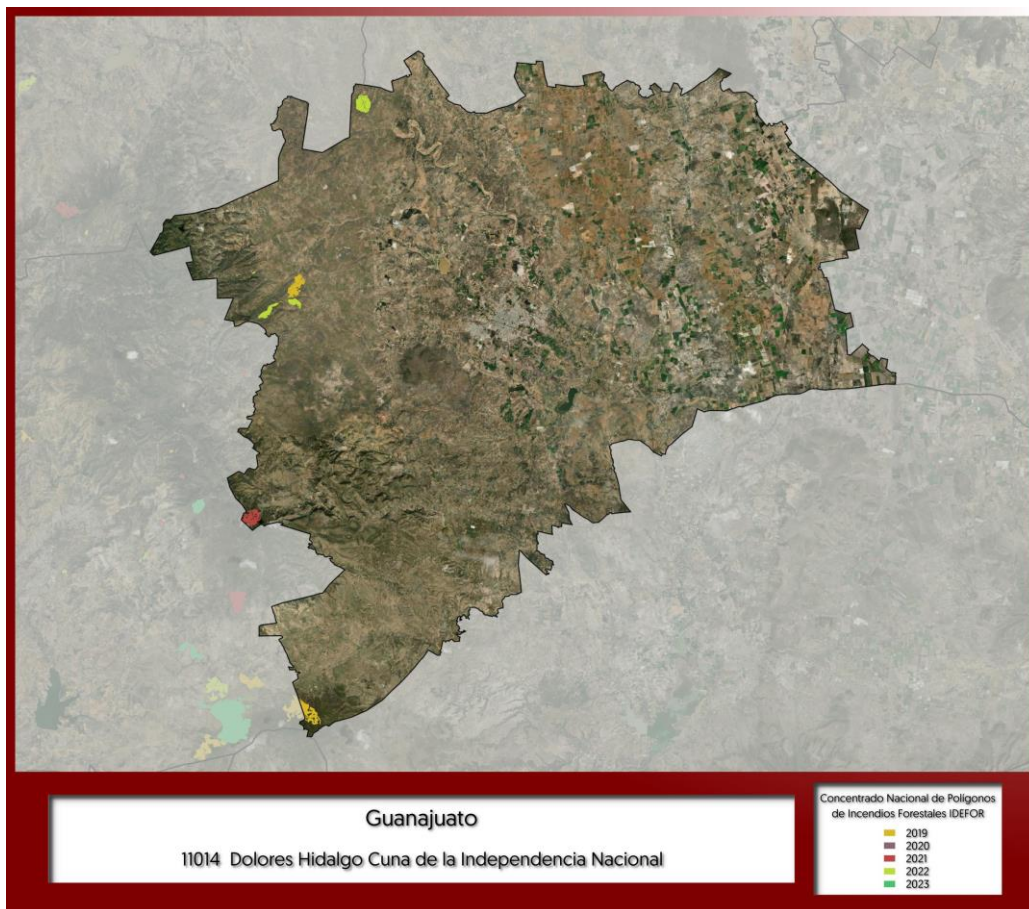 Guanajuato
11014 Dolores Hidalgo Cuna de la Independencia Nacional
Concentrado Nacional de Polígonos
de Incendios Forestales IDEFOR
2019
2020
2021
2022
2023